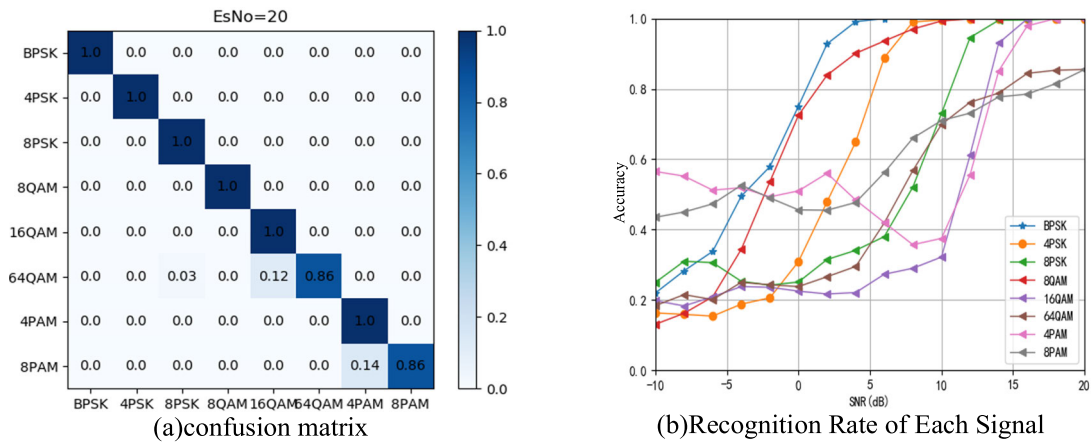 EsNo=20
BPSK 1.0 0.0 0.0 0.0 0.0 0.0 0.0 0.0
4PSK 0.0 1.0 0.0 0.0 0.0 0.0 0.0 0.0
8PSK 0.0 0.0 1.0 0.0 0.0 0.0 0.0 0.0
8QAM 0.0 0.0 0.0 1.0 0.0 0.0 0.0 0.0
16QAM 0.0 0.0 0.0 0.0 1.0 0.0 0.0 0.0
64QAM 0.0 0.0 0.03 0.0 0.12 0.86 0.0 0.0
4PAM 0.0 0.0 0.0 0.0 0.0 0.0 1.0 0.0
8PAM 0.0 0.0 0.0 0.0 0.0 0.0 0.14 0.86
BPSK 4PSK 8PSK 8QAM 16QAM 64QAM 4PAM 8PAM
1.0
0.8
0.6
0.4
0.2
0.0
(a)confusion matrix
1.0
0.8
0.6
0.4
0.2
0.0
Accuracy
BPSK
4PSK
8PSK
8QAM
16QAM
64QAM
4PAM
8PAM
-10 -5 0 5 10 15 20
SNR(dB)
(b)Recognition Rate of Each Signal